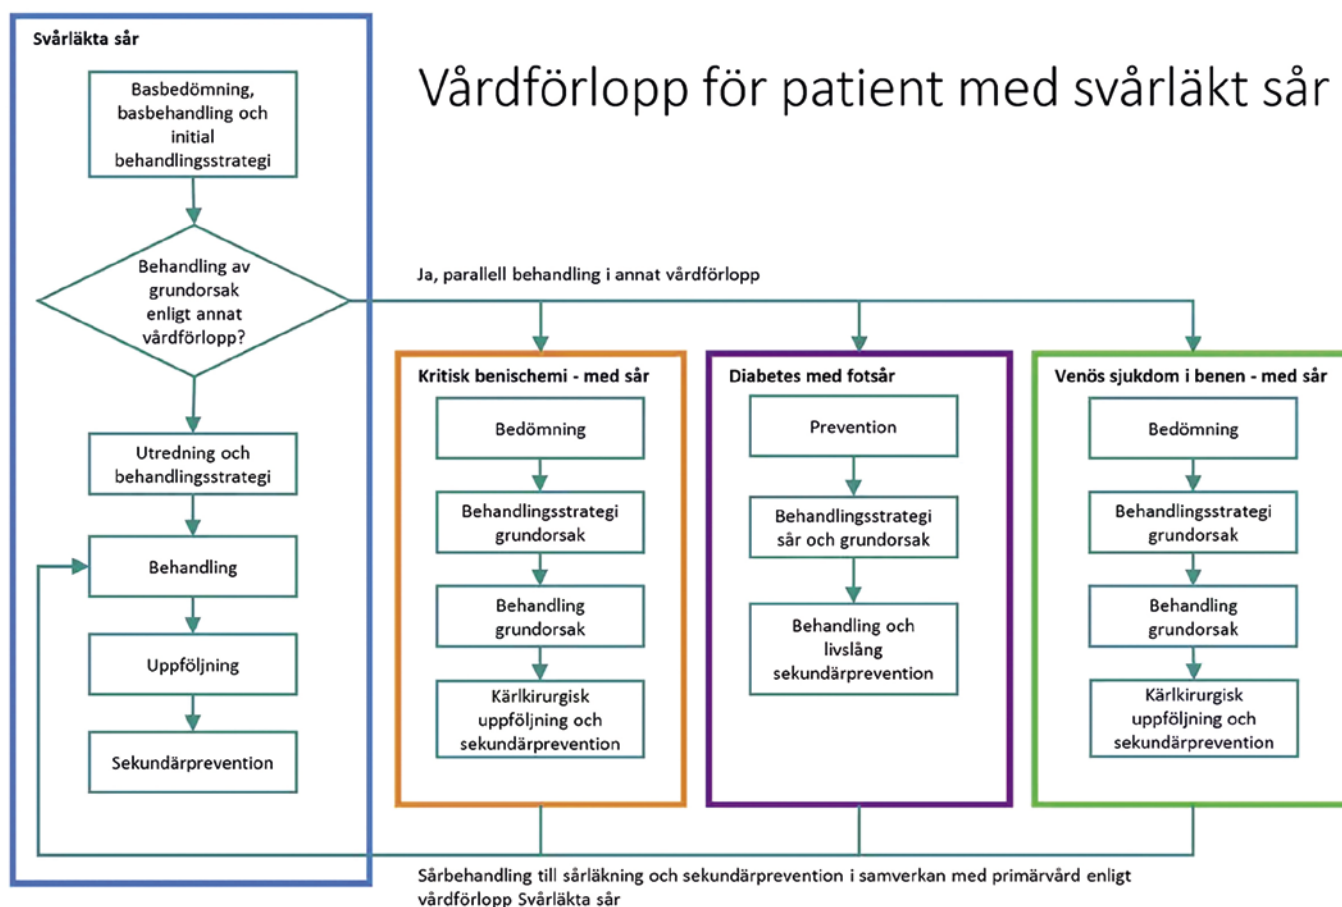 Svårläkta sår
Vårdförlopp för patient med svårläkt sår
Basbedömning,
basbehandling och
initial
behandlingsstrategi
Behandling av
grundorsak
enligt annat
vårdförlopp?
Utredning och
behandlingsstrategi
Behandling
Uppföljning
Sekundärprevention
Ja, parallell behandling i annat vårdförlopp
Kritisk benischemi - med sår
Bedömning
Behandlingsstrategi
grundorsak
Behandling
grundorsak
Kärlkirurgisk
uppföljning och
sekundärprevention
Diabetes med fotsår
Prevention
Behandlingsstrategi
sår och grundorsak
Behandling och
livslång
sekundärprevention
Venös sjukdom i benen - med sår
Bedömning
Behandlingsstrategi
grundorsak
Behandling
grundorsak
Kärlkirurgisk
uppföljning och
sekundärprevention
Sårbehandling till sårläkning och sekundärprevention i samverkan med primärvård enligt
vårdförlopp Svårläkta sår